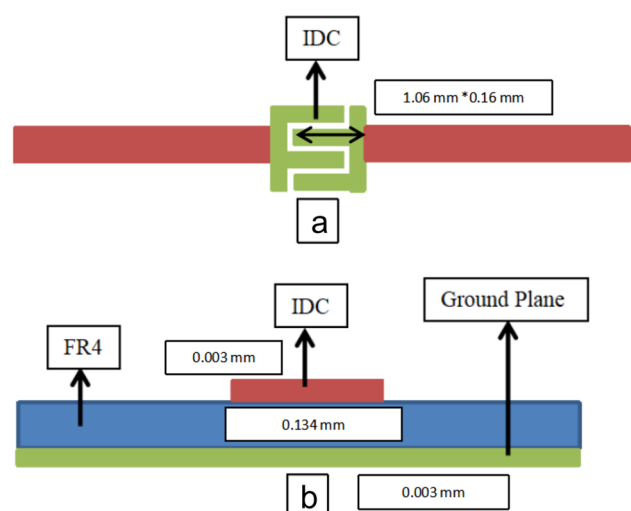 IDC
1.06 mm *0.16 mm
a
IDC
Ground Plane
FR4
0.003 mm
0.134 mm
b
0.003 mm